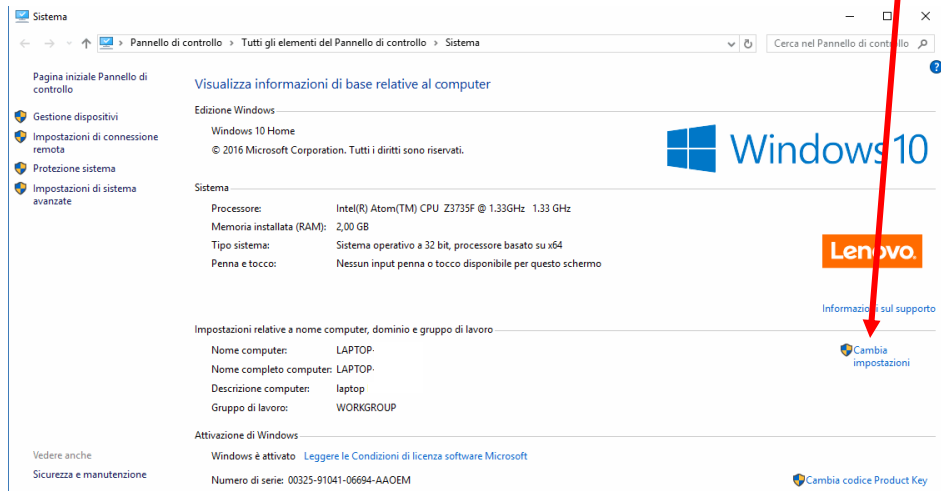 Sistema
Pannello di controllo > Tutti gli elementi del Pannello di controllo > Sistema
Cerca nel Pannello di controllo
Pagina iniziale Pannello di
controllo
Gestione dispositivi
Impostazioni di connessione
remota
Protezione sistema
Impostazioni di sistema
avanzate
Vedere anche
Sicurezza e manutenzione
Visualizza informazioni di base relative al computer
Edizione Windows
Windows 10 Home
© 2016 Microsoft Corporation. Tutti i diritti sono riservati.
Windows 10
Sistema
Processore: Intel(R) Atom(TM) CPU Z3735F @ 1.33GHz 1.33 GHz
Memoria installata (RAM): 2,00 GB
Tipo sistema: Sistema operativo a 32 bit, processore basato su x64
Penna e tocco: Nessun input penna o tocco disponibile per questo schermo
Lenovo
Informazioni sul supporto
Impostazioni relative a nome computer, dominio e gruppo di lavoro
Nome computer: LAPTOP-
Nome completo computer: LAPTOP-
Descrizione computer: laptop
Gruppo di lavoro: WORKGROUP
Cambia
impostazioni
Attivazione di Windows
Windows è attivato Leggere le Condizioni di licenza software Microsoft
Numero di serie: 00325-91041-06694-AAOEM
Cambia codice Product Key